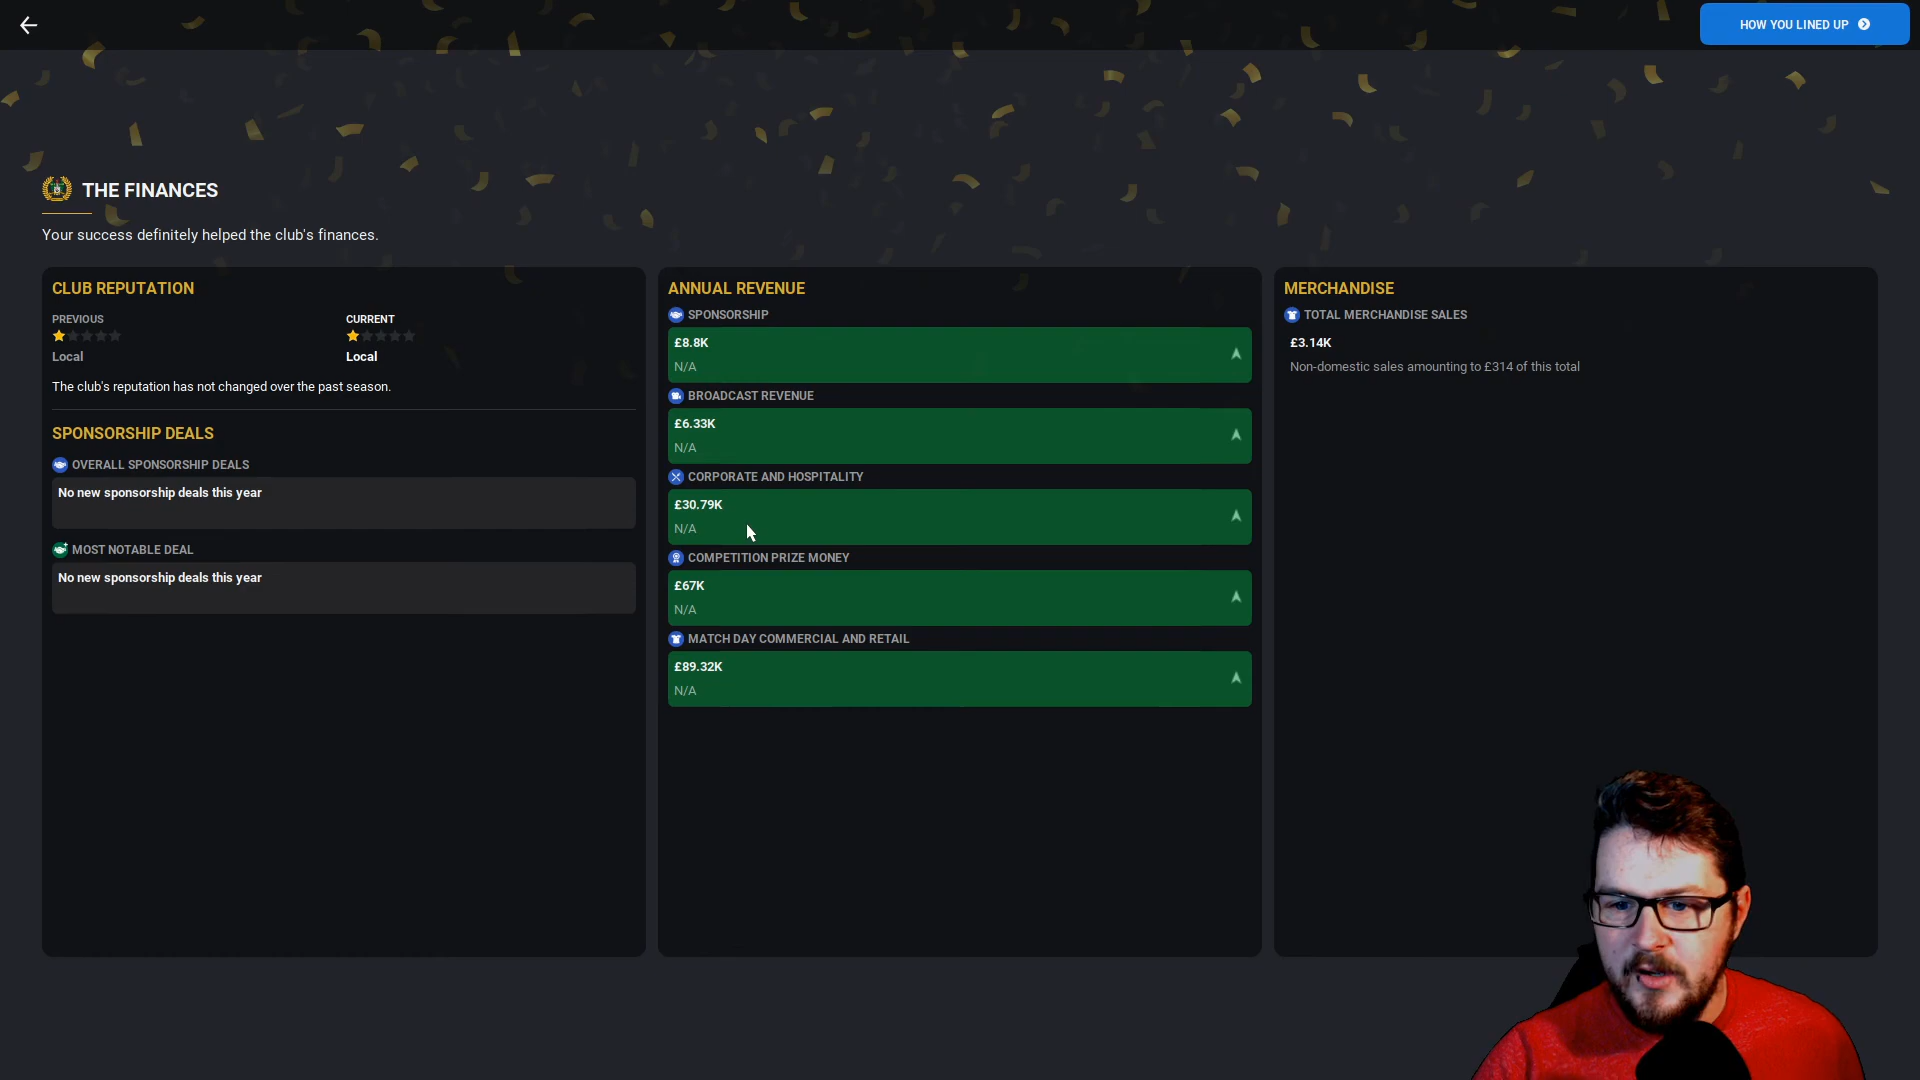 HOW YOU LINED UP
THE FINANCES
Your success definitely helped the club's finances.
CLUB REPUTATION
PREVIOUS
CURRENT
Local
Local
The club's reputation has not changed over the past season.
SPONSORSHIP DEALS
OVERALL SPONSORSHIP DEALS
No new sponsorship deals this year
MOST NOTABLE DEAL
No new sponsorship deals this year
ANNUAL REVENUE
SPONSORSHIP
£8.8K
N/A
BROADCAST REVENUE
£6.33K
N/A
CORPORATE AND HOSPITALITY
£30.79K
N/A
COMPETITION PRIZE MONEY
£67K
N/A
MATCH DAY COMMERCIAL AND RETAIL
£89.32K
N/A
MERCHANDISE
TOTAL MERCHANDISE SALES
£3.14K
Non-domestic sales amounting to £314 of this total